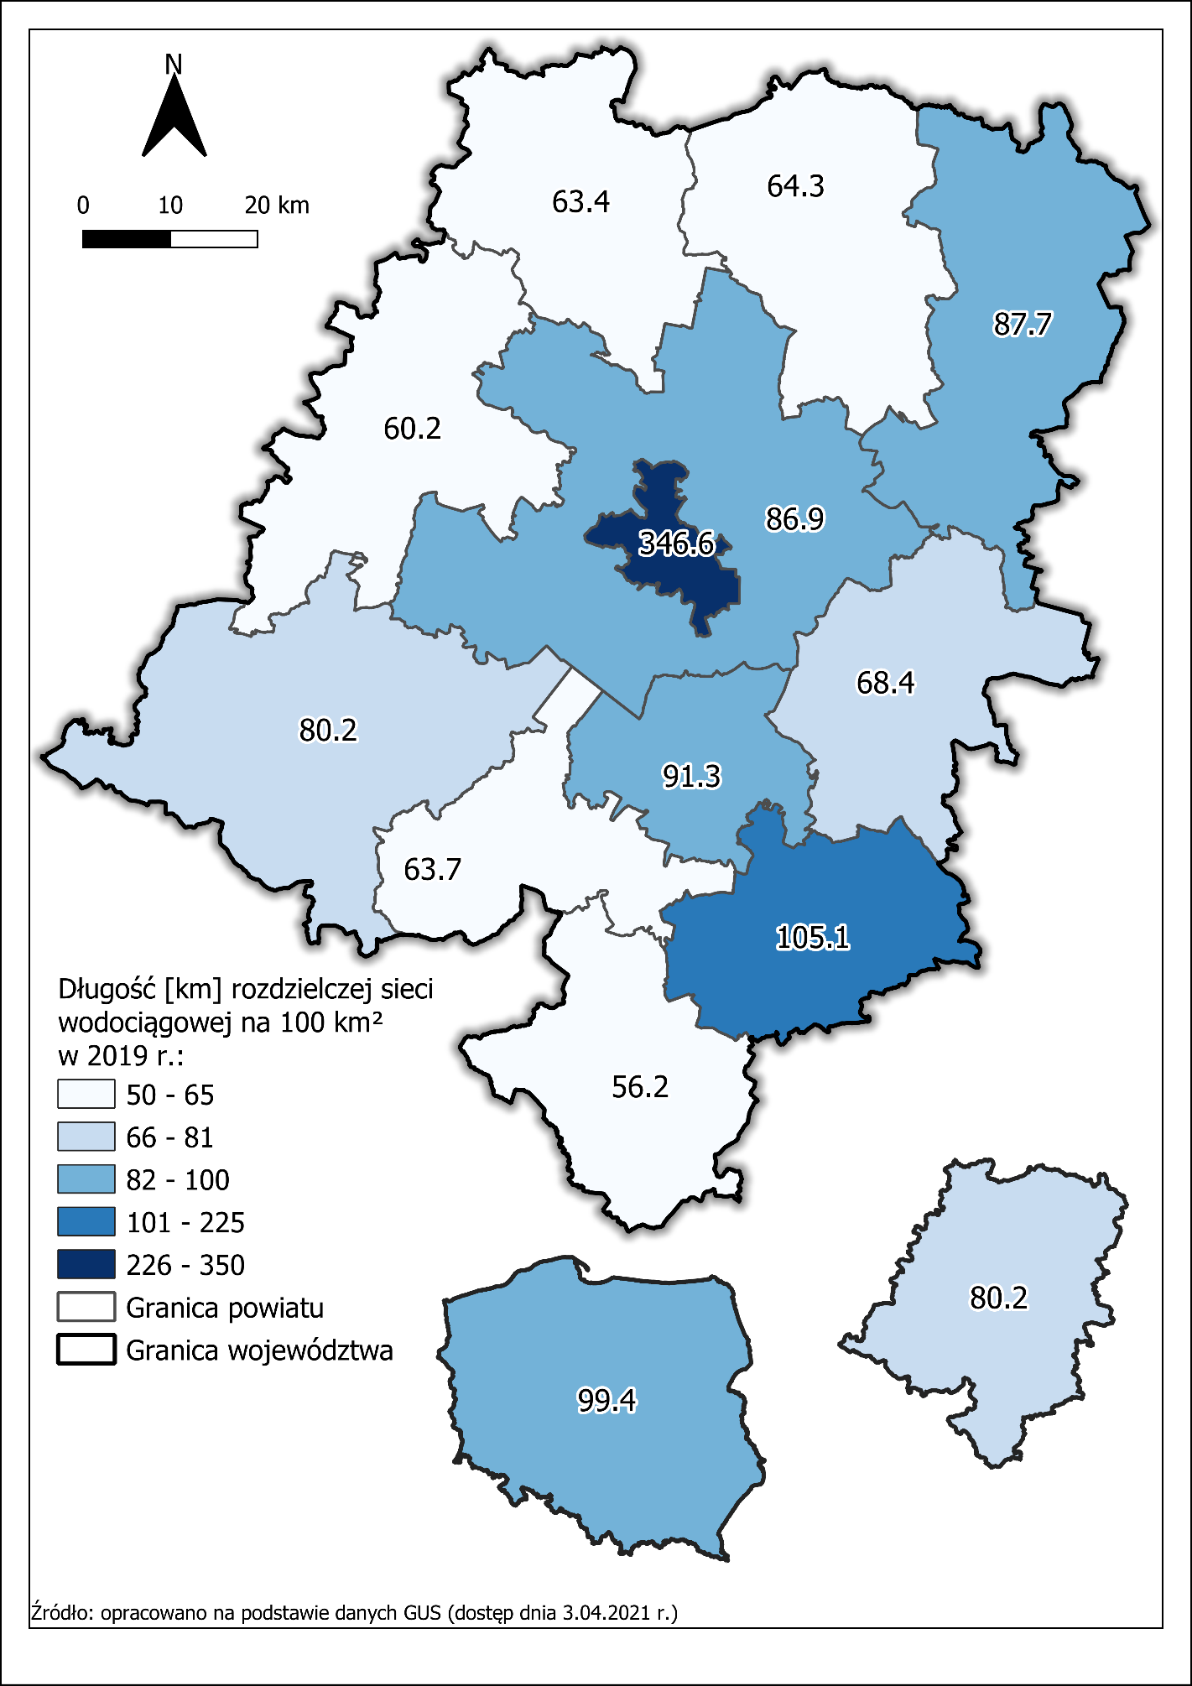 N
0 10 20 km
63.4
64.3
87.7
60.2
86.9
346.6
68.4
80.2
91.3
63.7
105.1
56.2
Długość [km] rozdzielczej sieci
wodociągowej na 100 km²
w 2019 r.:
50 - 65
66 - 81
82 - 100
101 - 225
226 - 350
Granica powiatu
Granica województwa
80.2
99.4
Źródło: opracowano na podstawie danych GUS (dostęp dnia 3.04.2021 r.)